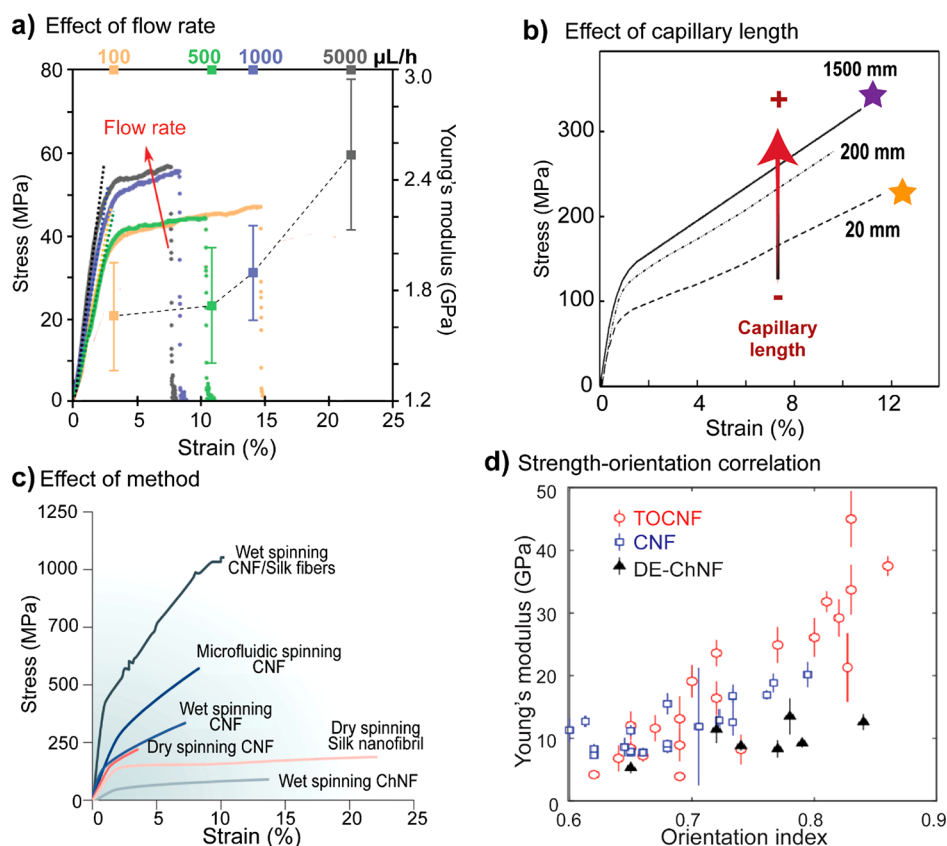 a) Effect of flow rate
100 500 1000 5000 µL/h
80
60
40
20
0
Stress (MPa)
Flow rate
3.0
2.4
1.8
1.2
Young's modulus (GPa)
0 5 10 15 20 25
Strain (%)
b) Effect of capillary length
1500 mm
200 mm
20 mm
+
-
Capillary
length
300
200
100
0
Stress (MPa)
0 4 8 12
Strain (%)
c) Effect of method
1250
1000
700
500
250
0
Stress (MPa)
Wet spinning
CNF/Silk fibers
Microfluidic spinning
CNF
Wet spinning
CNF
Dry spinning CNF
Dry spinning
Silk nanofibril
Wet spinning ChNF
0 5 10 15 20 25
Strain (%)
d) Strength-orientation correlation
50
40
30
20
10
0
Young's modulus (GPa)
TOCNF
CNF
DE-ChNF
0.6 0.7 0.8 0.9
Orientation index